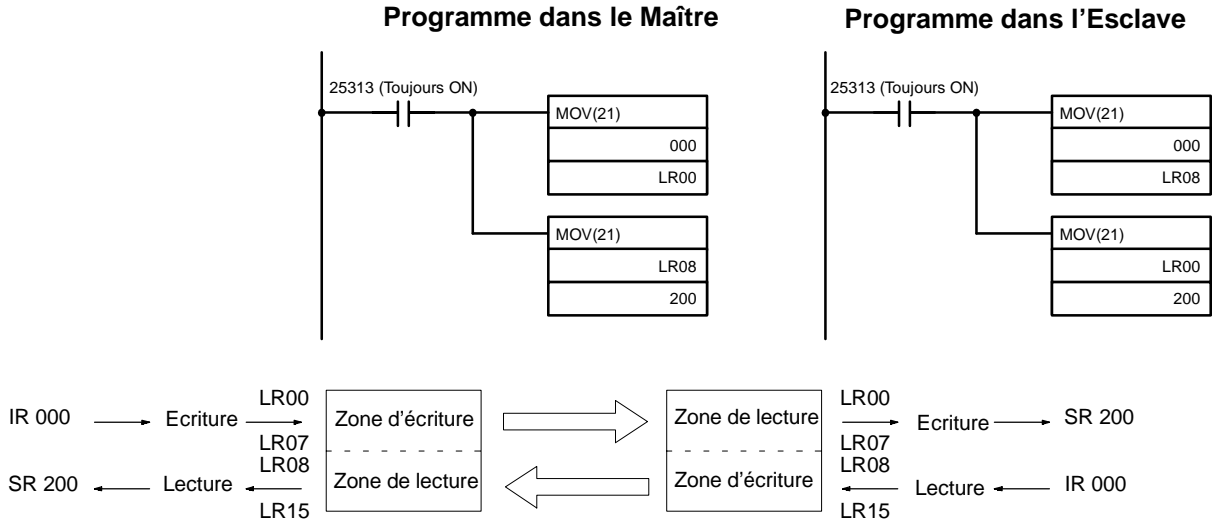 Programme dans le Maître
Programme dans l'Esclave
25313 (Toujours ON)
MOV(21)
000
LR00
MOV(21)
LR08
200
25313 (Toujours ON)
MOV(21)
000
LR08
MOV(21)
LR00
200
IR 000
Ecriture
LR00
LR07
Zone d'écriture
Zone de lecture
LR00
LR07
Ecriture
SR 200
SR 200
Lecture
LR08
LR15
Zone de lecture
Zone d'écriture
LR08
LR15
Lecture
IR 000